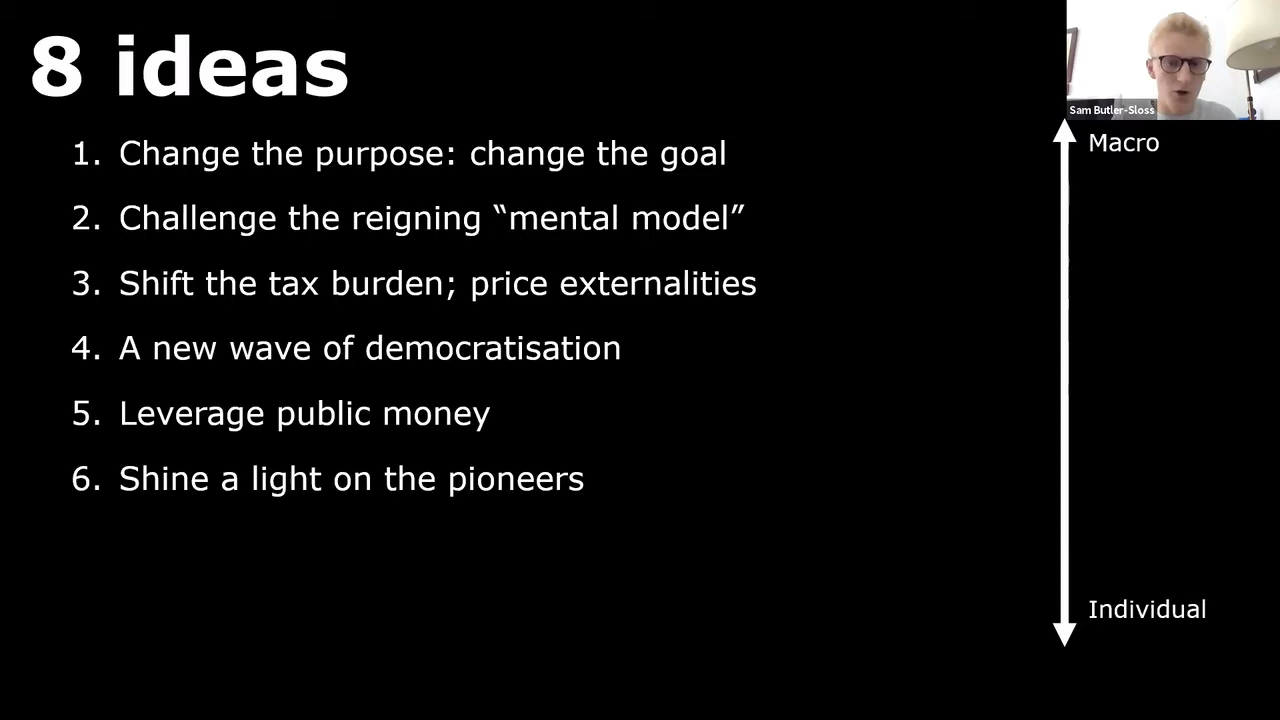 8 ideas
1. Change the purpose: change the goal
2. Challenge the reigning “mental model”
3. Shift the tax burden; price externalities
4. A new wave of democratisation
5. Leverage public money
6. Shine a light on the pioneers
Sam Butler-Sloss
Macro
Individual